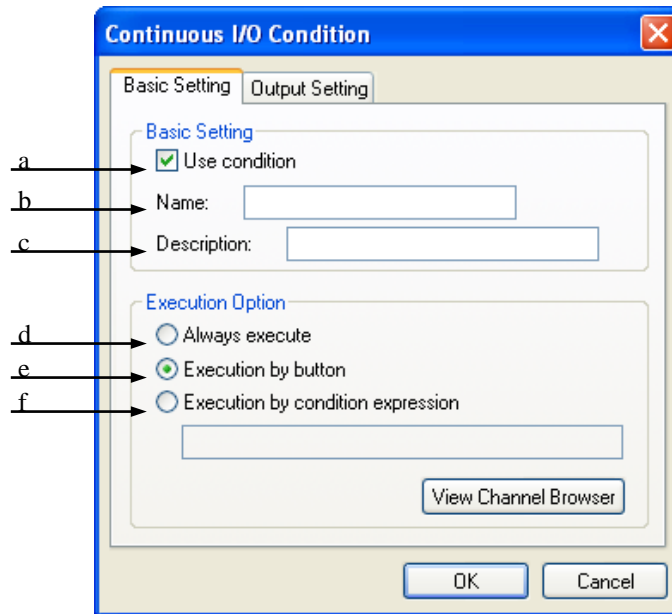 Continuous I/O Condition
Basic Setting Output Setting
Basic Setting
a Use condition
b Name:
c Description:
Execution Option
d Always execute
e Execution by button
f Execution by condition expression
View Channel Browser
OK Cancel